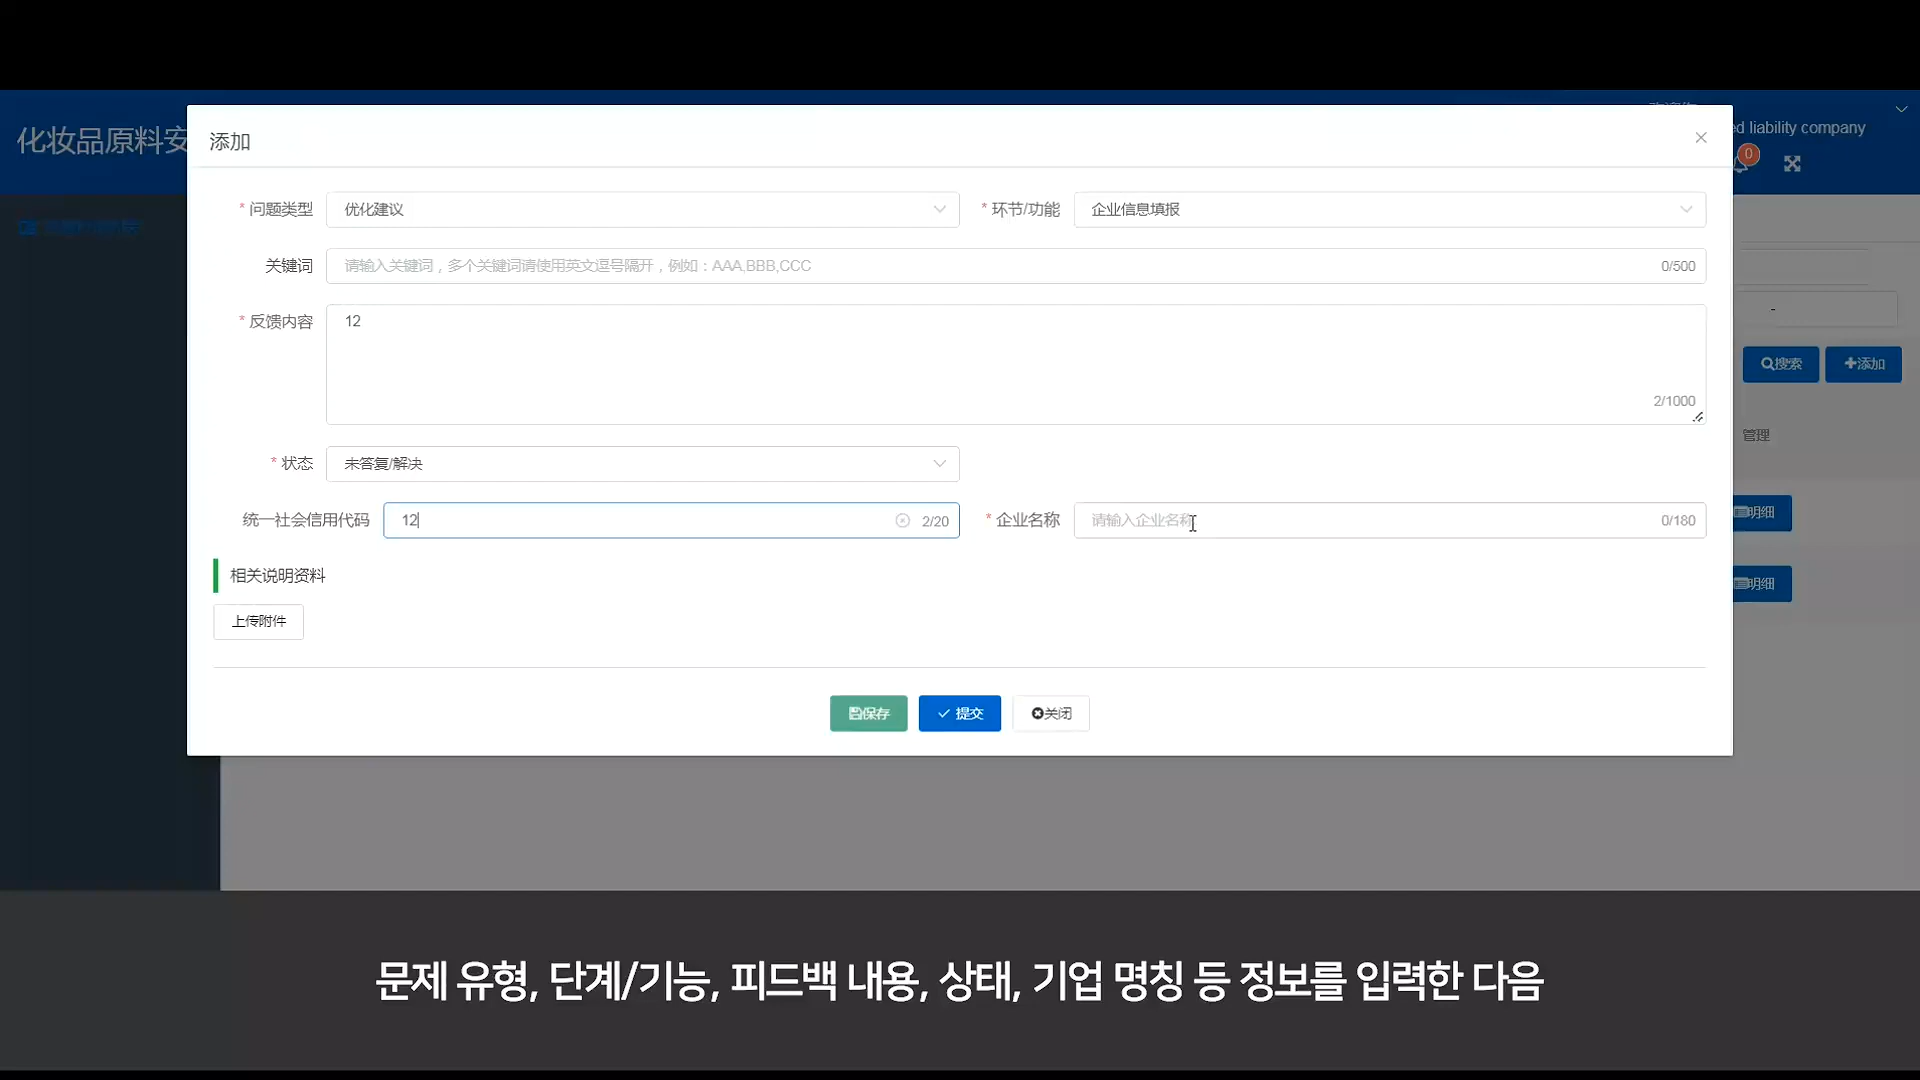 化妆品原料安
ed liability company
0
添加
* 问题类型 优化建议 * 环节/功能 企业信息填报
关键词 请输入关键词，多个关键词请使用英文逗号隔开，例如：AAA,BBB,CCC 0/500
* 反馈内容 12
2/1000
* 状态 未答复/解决
统一社会信用代码 12 2/20 * 企业名称 请输入企业名称 0/180
相关说明资料
上传附件
保存 提交 关闭
-
搜索 添加
管理
明细
明细
문제 유형, 단계/기능, 피드백 내용, 상태, 기업 명칭 등 정보를 입력한 다음